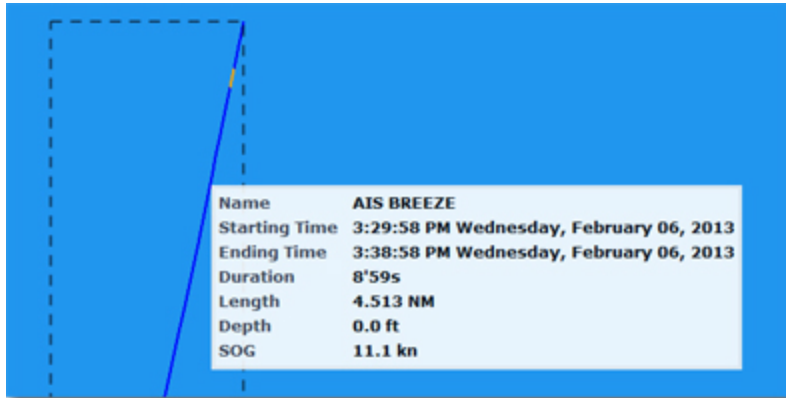 Name AIS BREEZE
Starting Time 3:29:58 PM Wednesday, February 06, 2013
Ending Time 3:38:58 PM Wednesday, February 06, 2013
Duration 8'59s
Length 4.513 NM
Depth 0.0 ft
SOG 11.1 kn